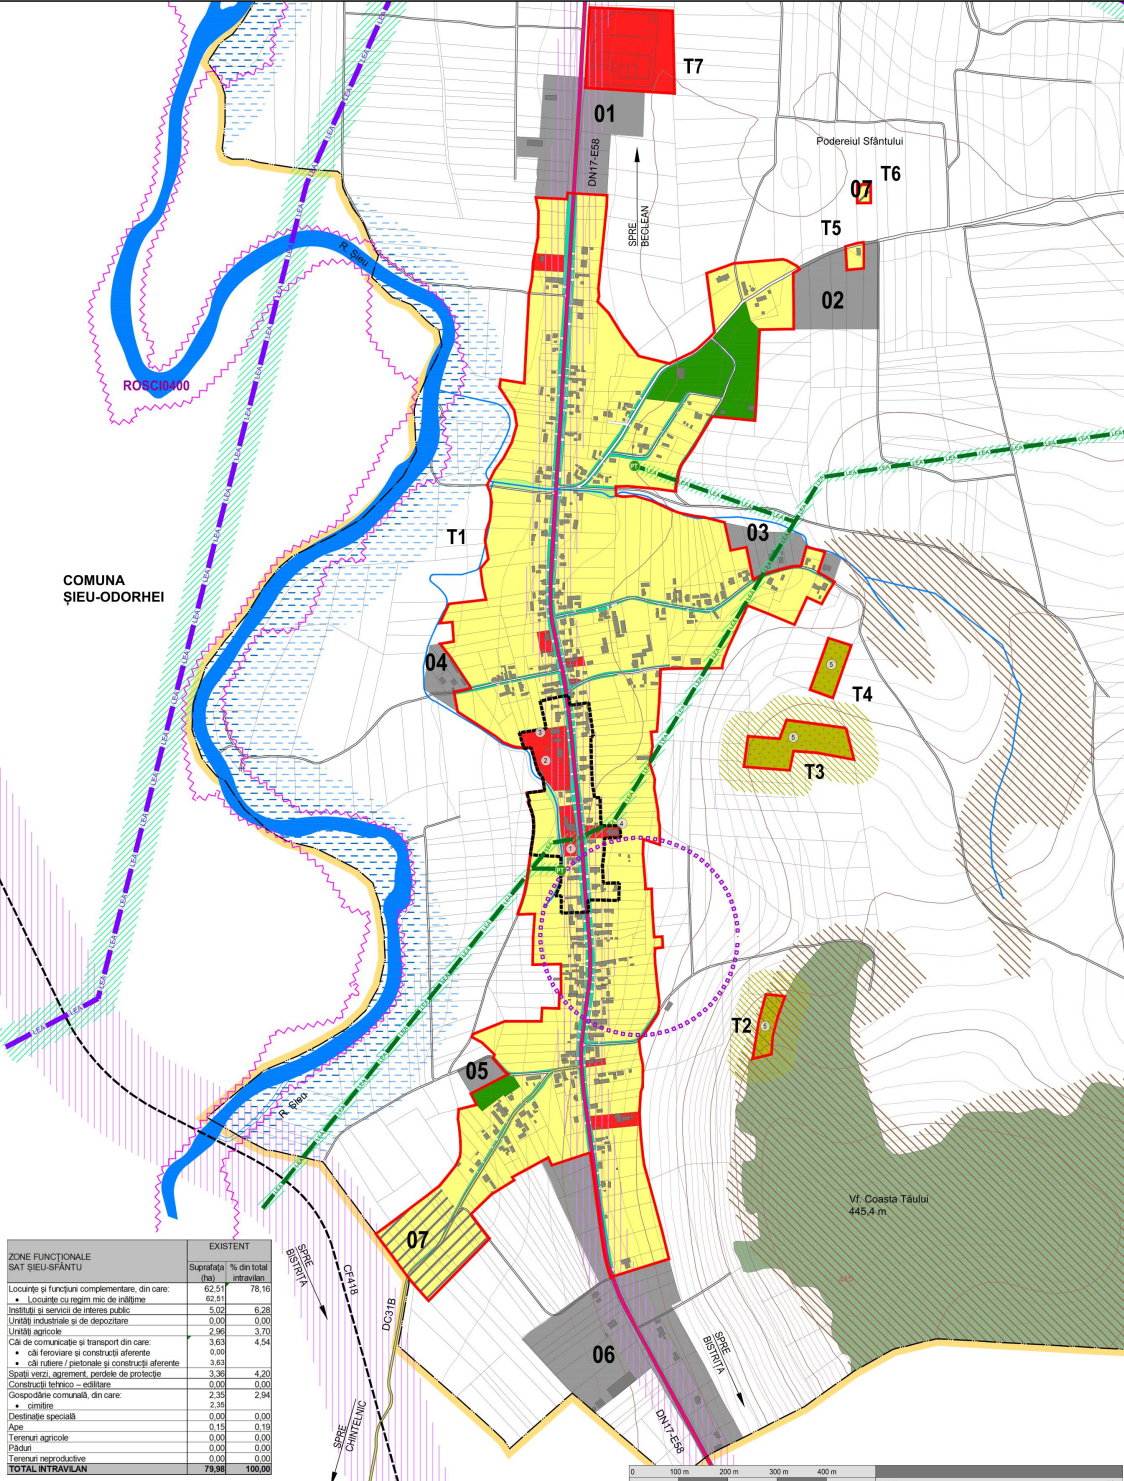 T7
01
DN17-E58
SPRE
BECLEAN
Podereiul Sfântului
07
T6
T5
02
R. Șieu
ROSCI0400
T1
03
COMUNA
ȘIEU-ODORHEI
04
5
T4
5
T3
3
2
4
1
T2
5
05
R. Șieu
Vf. Coasta Tăului
445,4 m
07
06
SPRE
BISTRIȚA
CF418
DC31B
SPRE
CHINTELNIC
SPRE
BISTRIȚA
DN17-E58
LEA
ZONE FUNCȚIONALE
SAT ȘIEU-SFÂNTU
EXISTENT
Suprafața (ha)
% din total intravilan
Locuințe și funcțiuni complementare, din care: 62,51 78,16
• Locuințe cu regim mic de înălțime 62,51
Instituții și servicii de interes public 5,02 6,28
Unități industriale și de depozitare 0,00 0,00
Unități agricole 2,96 3,70
Căi de comunicație și transport din care: 3,63 4,54
• căi feroviare și construcții aferente 0,00
• căi rutiere / pietonale și construcții aferente 3,63
Spații verzi, agrement, perdele de protecție 3,36 4,20
Construcții tehnico – edilitare 0,00 0,00
Gospodărie comunală, din care: 2,35 2,94
• cimitire 2,35
Destinație specială 0,00 0,00
Ape 0,15 0,19
Terenuri agricole 0,00 0,00
Păduri 0,00 0,00
Terenuri neproductive 0,00 0,00
TOTAL INTRAVILAN 79,98 100,00
0 100 m 200 m 300 m 400 m